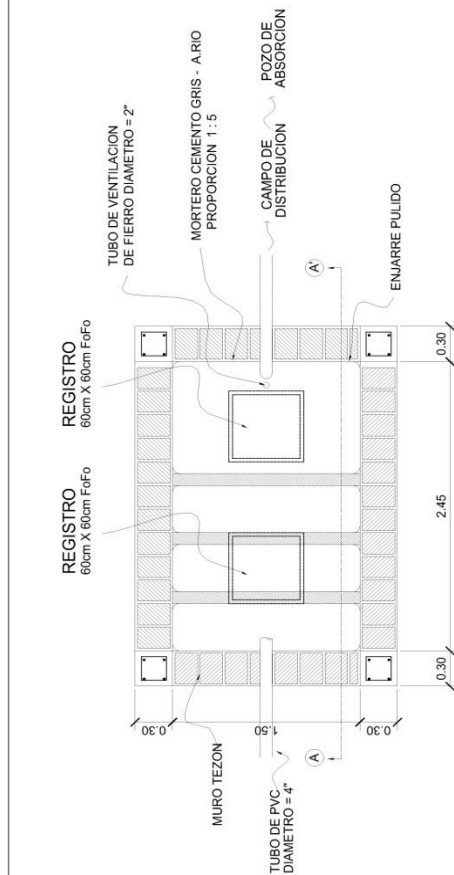 REGISTRO
60cm X 60cm FoFo
REGISTRO
60cm X 60cm FoFo
TUBO DE VENTILACION
DE FIERRO DIAMETRO = 2"
MORTERO CEMENTO GRIS - A.RIO
PROPORCION 1 : 5
CAMPO DE
DISTRIBUCION
POZO DE
ABSORCION
MURO TEZON
TUBO DE PVC
DIAMETRO = 4"
A
A'
ENJARRE PULIDO
0.30
1.50
0.30
0.30
2.45
0.30